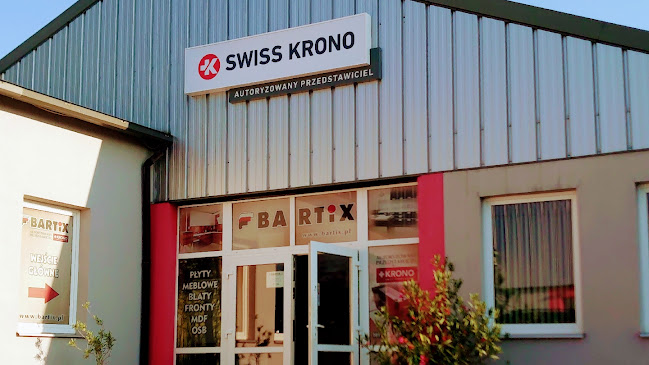 SWISS KRONO
AUTORYZOWANY PRZEDSTAWICIEL
BARTIX
www.bartix.pl
BARTIX
WEJŚCIE
GŁÓWNE
www.bartix.pl
PŁYTY
MEBLOWE
BLATY
FRONTY
MDF
OSB
KRONO